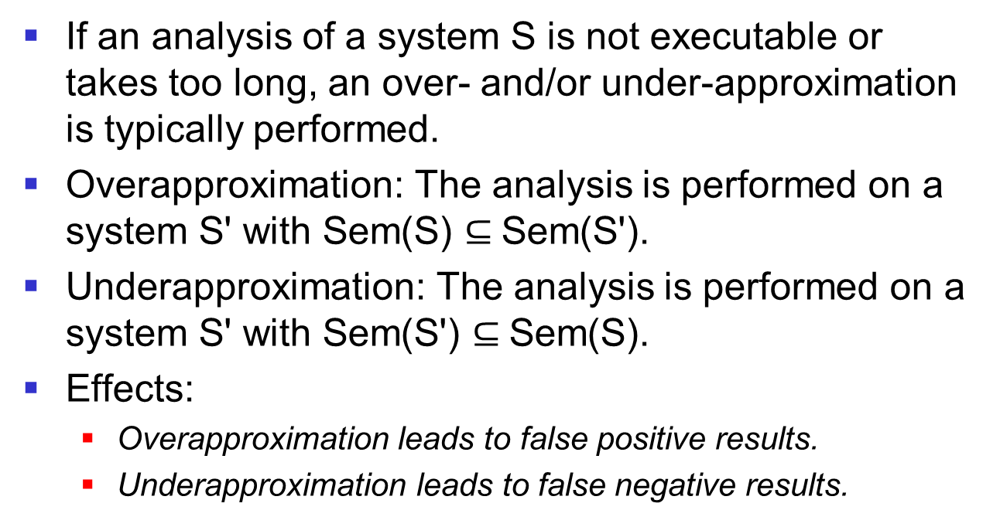 ▪ If an analysis of a system S is not executable or
takes too long, an over- and/or under-approximation
is typically performed.
▪ Overapproximation: The analysis is performed on a
system S' with Sem(S) ⊆ Sem(S').
▪ Underapproximation: The analysis is performed on a
system S' with Sem(S') ⊆ Sem(S).
▪ Effects:
▪ Overapproximation leads to false positive results.
▪ Underapproximation leads to false negative results.